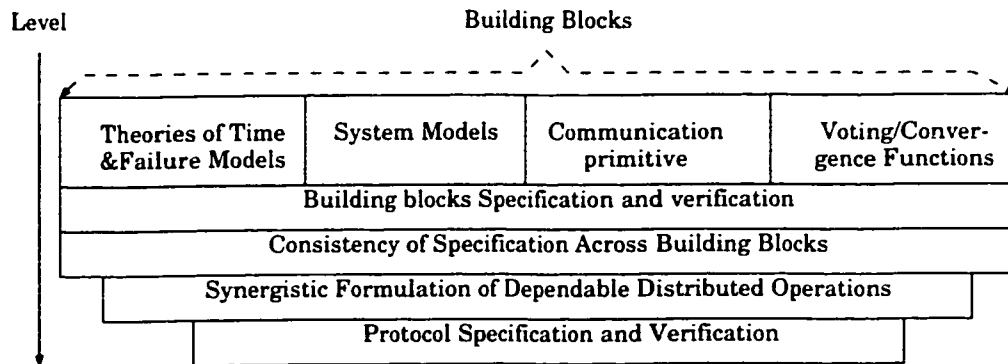 Level
Building Blocks
Theories of Time
&Failure Models
System Models
Communication
primitive
Voting/Conver-
gence Functions
Building blocks Specification and verification
Consistency of Specification Across Building Blocks
Synergistic Formulation of Dependable Distributed Operations
Protocol Specification and Verification